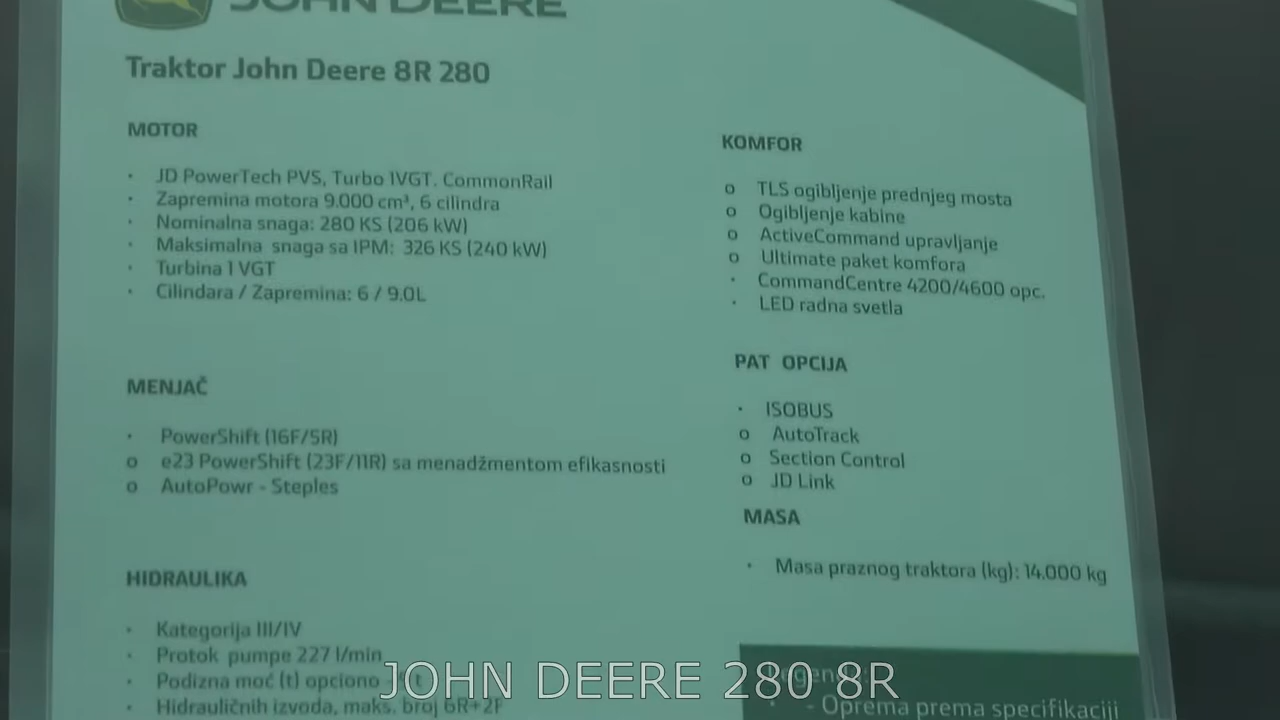 JOHN DEERE
Traktor John Deere 8R 280
MOTOR
· JD PowerTech PVS, Turbo 1VGT. CommonRail
· Zapremina motora 9.000 cm³, 6 cilindra
· Nominalna snaga: 280 KS (206 kW)
· Maksimalna snaga sa IPM: 326 KS (240 kW)
· Turbina 1 VGT
· Cilindara / Zapremina: 6 / 9.0L
MENJAČ
· PowerShift (16F/5R)
o e23 PowerShift (23F/11R) sa menadžmentom efikasnosti
o AutoPowr - Steples
HIDRAULIKA
· Kategorija III/IV
· Protok pumpe 227 l/min
· Podizna moć (t) opciono t
· Hidrauličnih izvoda, maks. broj 6R+2F
KOMFOR
o TLS ogibljenje prednjeg mosta
o Ogibljenje kabine
o ActiveCommand upravljanje
o Ultimate paket komfora
· CommandCentre 4200/4600 opc.
· LED radna svetla
PAT OPCIJA
· ISOBUS
o AutoTrack
o Section Control
o JD Link
MASA
· Masa praznog traktora (kg): 14.000 kg
· - Oprema prema specifikaciji
JOHN DEERE 280 8R